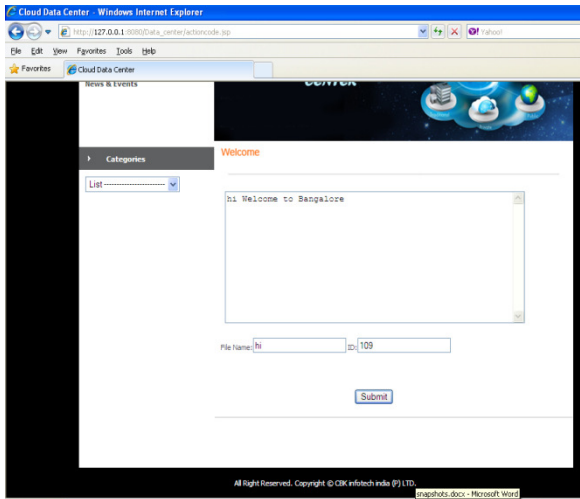 Cloud Data Center - Windows Internet Explorer
http://127.0.0.1:8080/Data_center/actioncode.jsp
Yahoo!
File Edit View Favorites Tools Help
Favorites
Cloud Data Center
News & Events
CENTER
Categories
Welcome
List -----------------------
hi Welcome to Bangalore
File Name: hi ID: 109
Submit
All Right Reserved. Copyright © CBK infotech india (P) LTD.
snapshots.docx - Microsoft Word